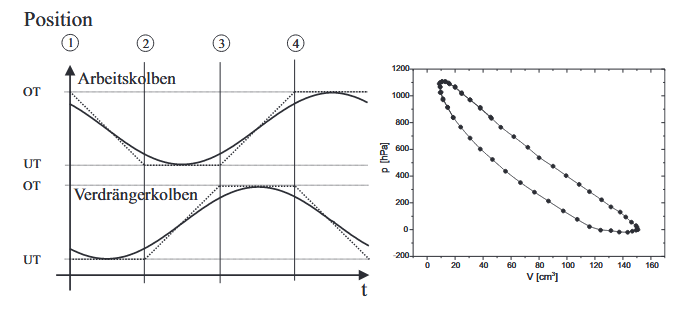 Position
① ② ③ ④
Arbeitskolben
OT
UT
OT
Verdrängerkolben
UT
t
1200
1000
800
600
400
200
0
-200
p [hPa]
0 20 40 60 80 100 120 140 160
V [cm³]